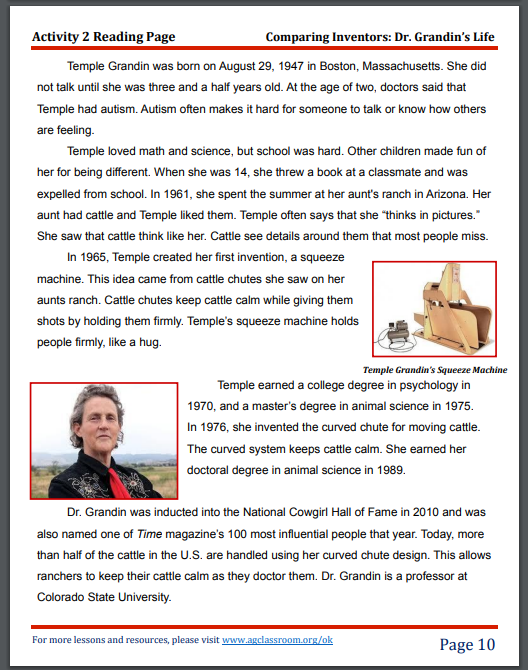 Activity 2 Reading Page Comparing Inventors: Dr. Grandin's Life
Temple Grandin was born on August 29, 1947 in Boston, Massachusetts. She did
not talk until she was three and a half years old. At the age of two, doctors said that
Temple had autism. Autism often makes it hard for someone to talk or know how others
are feeling.
Temple loved math and science, but school was hard. Other children made fun of
her for being different. When she was 14, she threw a book at a classmate and was
expelled from school. In 1961, she spent the summer at her aunt's ranch in Arizona. Her
aunt had cattle and Temple liked them. Temple often says that she “thinks in pictures.”
She saw that cattle think like her. Cattle see details around them that most people miss.
In 1965, Temple created her first invention, a squeeze
machine. This idea came from cattle chutes she saw on her
aunts ranch. Cattle chutes keep cattle calm while giving them
shots by holding them firmly. Temple's squeeze machine holds
people firmly, like a hug.
Temple Grandin's Squeeze Machine
Temple earned a college degree in psychology in
1970, and a master's degree in animal science in 1975.
In 1976, she invented the curved chute for moving cattle.
The curved system keeps cattle calm. She earned her
doctoral degree in animal science in 1989.
Dr. Grandin was inducted into the National Cowgirl Hall of Fame in 2010 and was
also named one of Time magazine's 100 most influential people that year. Today, more
than half of the cattle in the U.S. are handled using her curved chute design. This allows
ranchers to keep their cattle calm as they doctor them. Dr. Grandin is a professor at
Colorado State University.
For more lessons and resources, please visit www.agclassroom.org/ok
Page 10